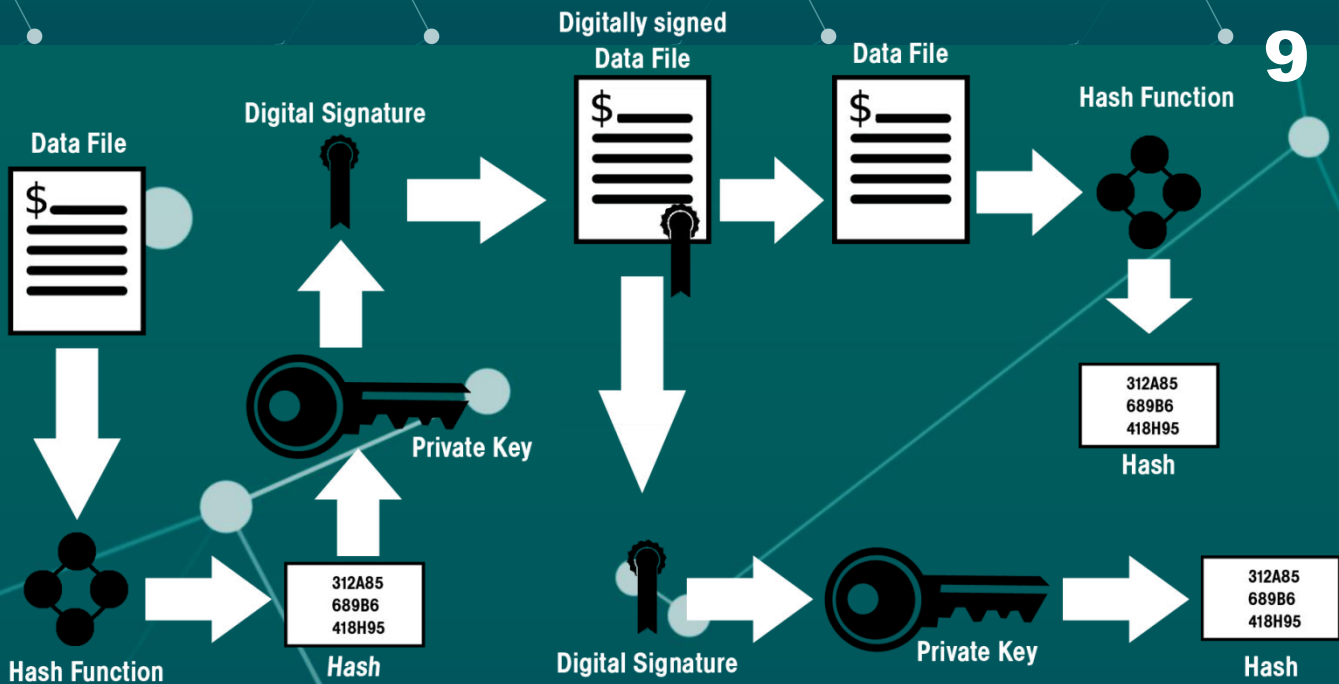 9
Data File
$
Hash Function
312A85
689B6
418H95
Hash
Private Key
Digital Signature
Digitally signed
Data File
$
Data File
$
Hash Function
312A85
689B6
418H95
Hash
Digital Signature
Private Key
312A85
689B6
418H95
Hash